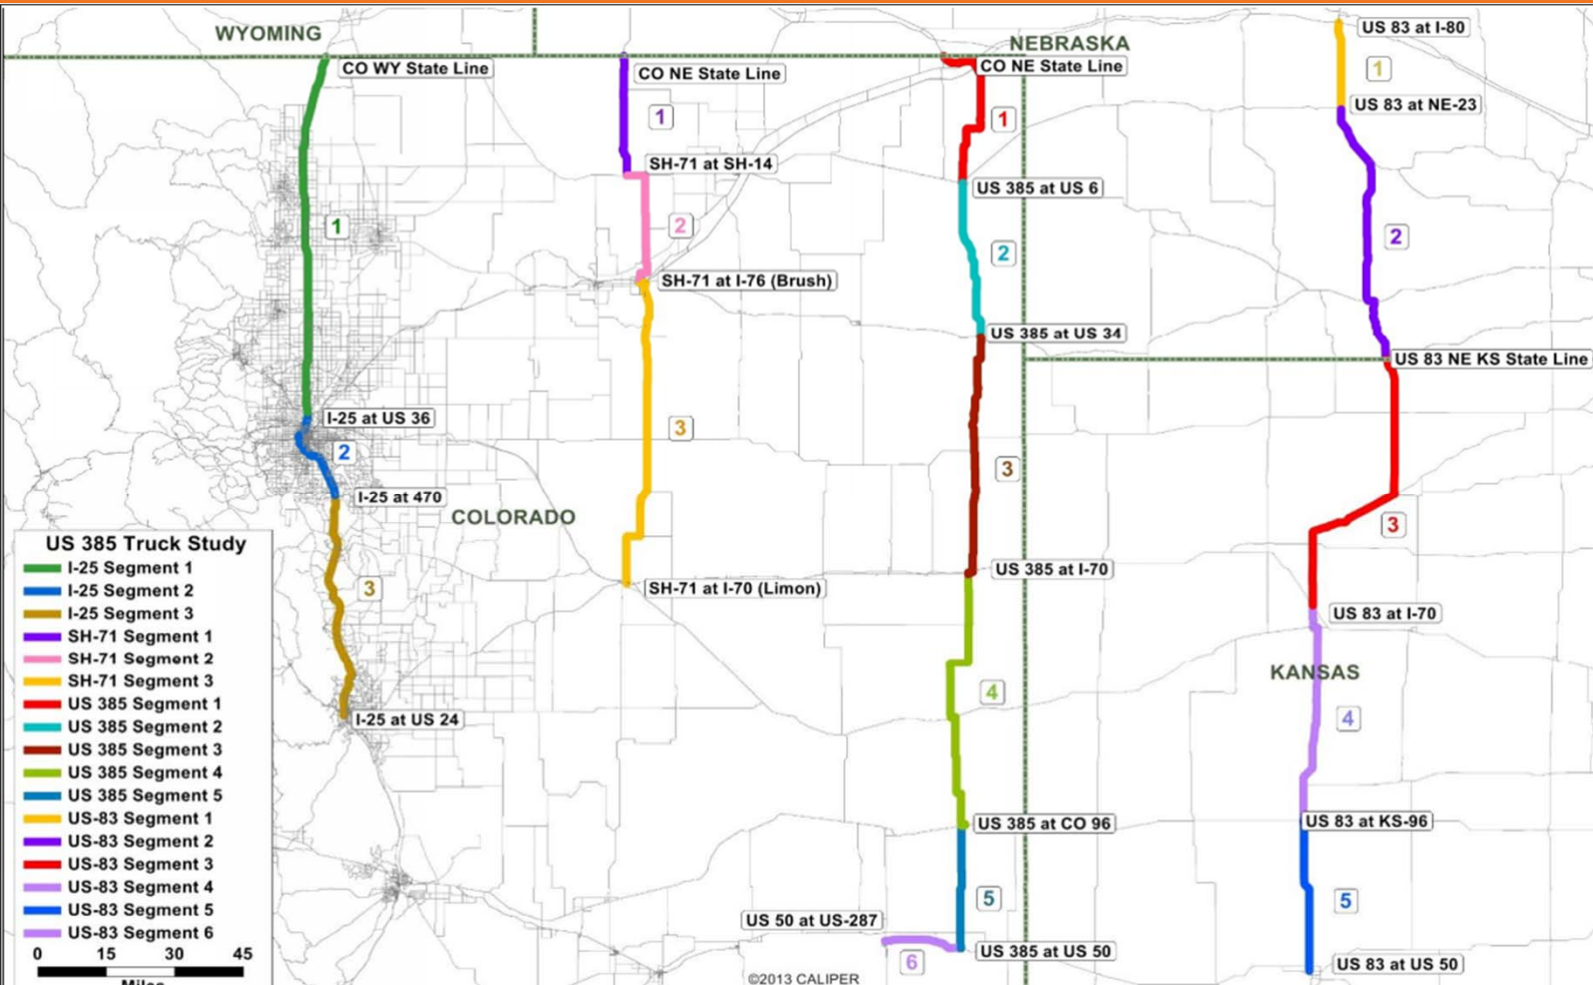 WYOMING
NEBRASKA
US 83 at I-80
CO WY State Line
CO NE State Line
CO NE State Line
1
US 83 at NE-23
1
1
SH-71 at SH-14
US 385 at US 6
1
2
2
2
SH-71 at I-76 (Brush)
US 385 at US 34
US 83 NE KS State Line
I-25 at US 36
3
2
3
I-25 at 470
COLORADO
3
US 385 at I-70
3
SH-71 at I-70 (Limon)
US 83 at I-70
KANSAS
4
4
I-25 at US 24
US 385 at CO 96
US 83 at KS-96
5
5
US 50 at US-287
US 385 at US 50
6
US 83 at US 50
©2013 CALIPER
US 385 Truck Study
I-25 Segment 1
I-25 Segment 2
I-25 Segment 3
SH-71 Segment 1
SH-71 Segment 2
SH-71 Segment 3
US 385 Segment 1
US 385 Segment 2
US 385 Segment 3
US 385 Segment 4
US 385 Segment 5
US-83 Segment 1
US-83 Segment 2
US-83 Segment 3
US-83 Segment 4
US-83 Segment 5
US-83 Segment 6
0 15 30 45
Miles